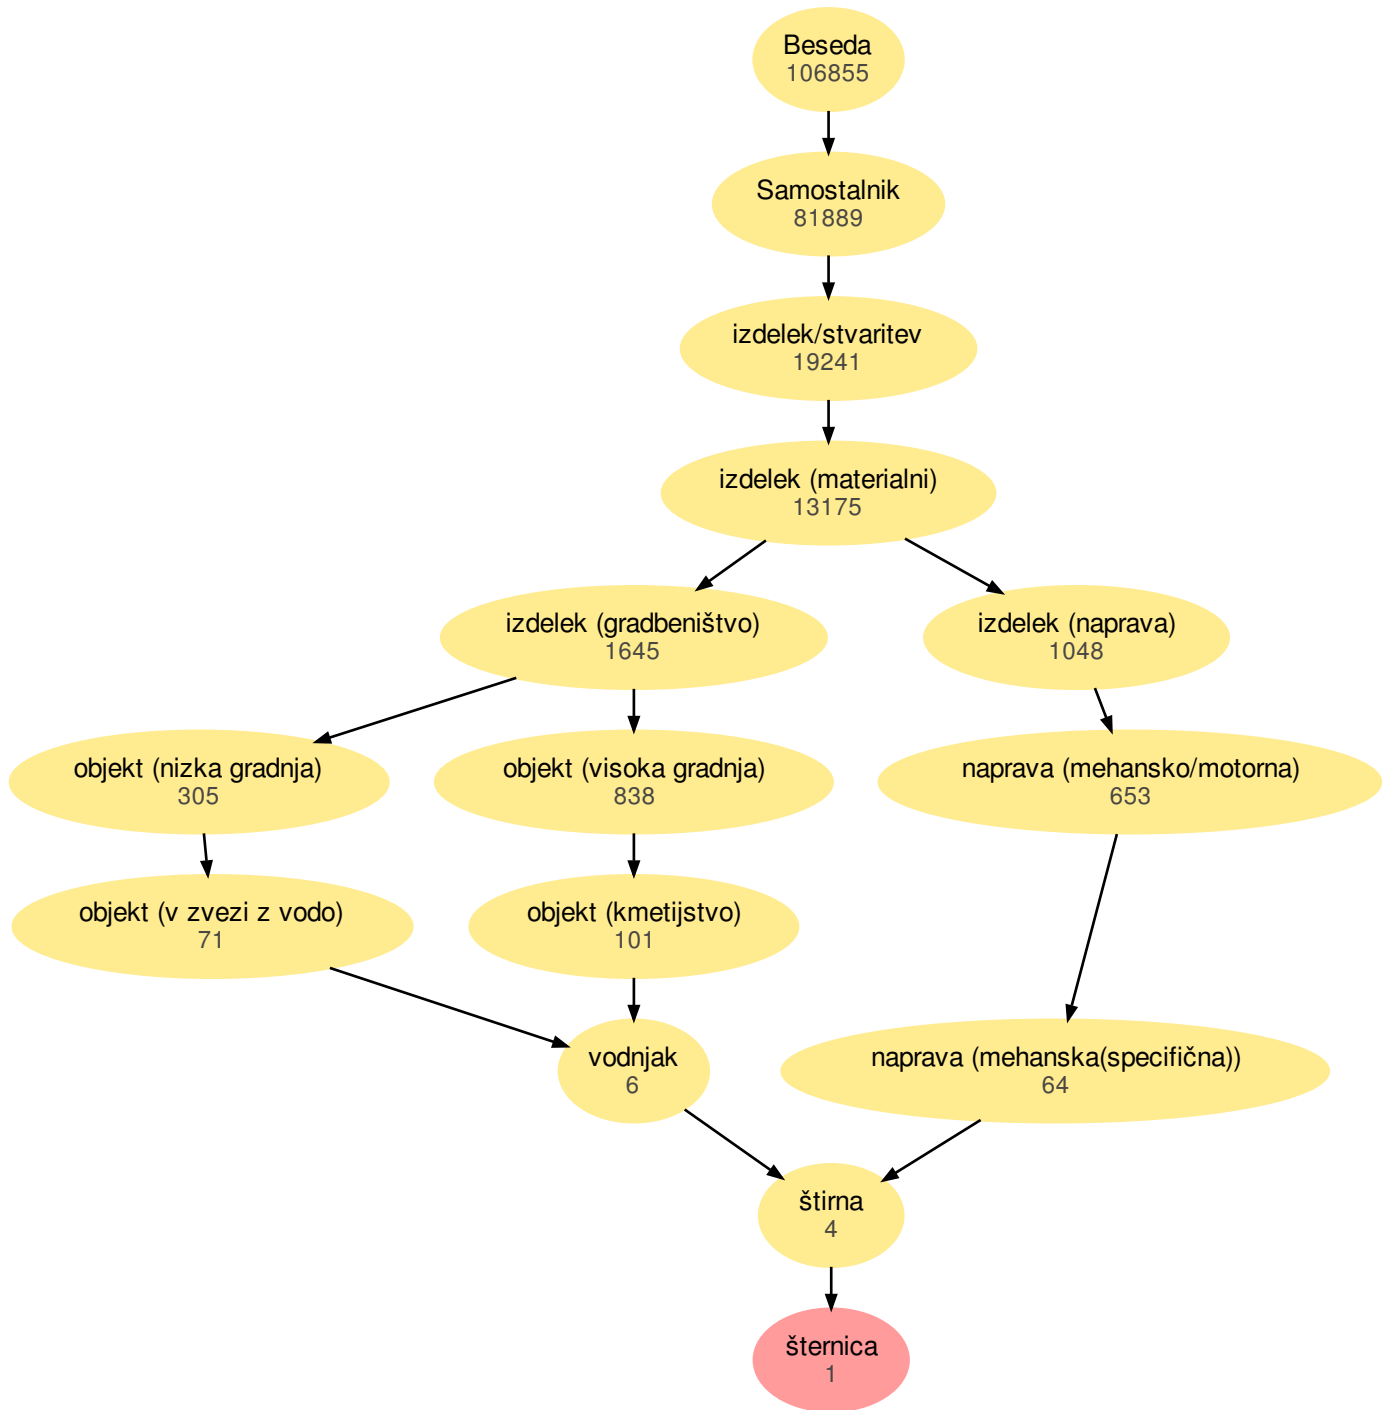 Beseda
106855
Samostalnik
81889
izdelek/stvaritev
19241
izdelek (materialni)
13175
izdelek (gradbeništvo)
1645
izdelek (naprava)
1048
objekt (nizka gradnja)
305
objekt (visoka gradnja)
838
naprava (mehansko/motorna)
653
objekt (v zvezi z vodo)
71
objekt (kmetijstvo)
101
vodnjak
6
naprava (mehanska(specifična))
64
štirna
4
šternica
1